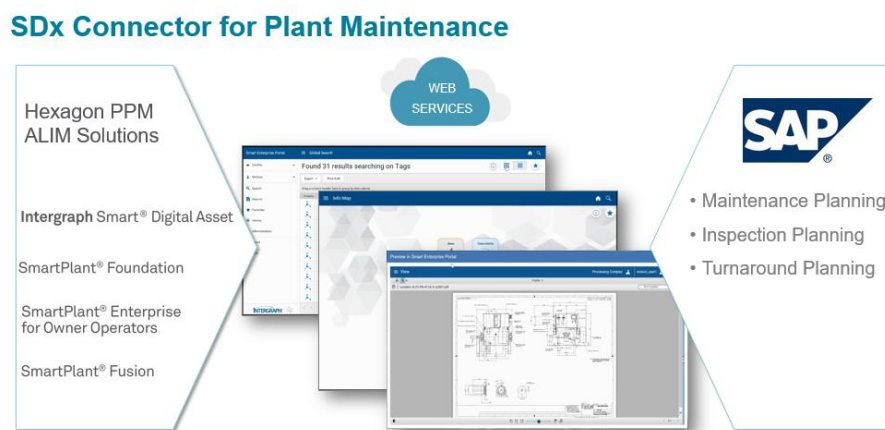 SDx Connector for Plant Maintenance
Hexagon PPM
ALIM Solutions
Intergraph Smart® Digital Asset
SmartPlant® Foundation
SmartPlant® Enterprise
for Owner Operators
SmartPlant® Fusion
WEB
SERVICES
Smart Enterprise Portal
Global Search
Found 31 results searching on Tags
INTERGRAPH
Info Map
Preview in Smart Enterprise Portal
View
SAP®
• Maintenance Planning
• Inspection Planning
• Turnaround Planning